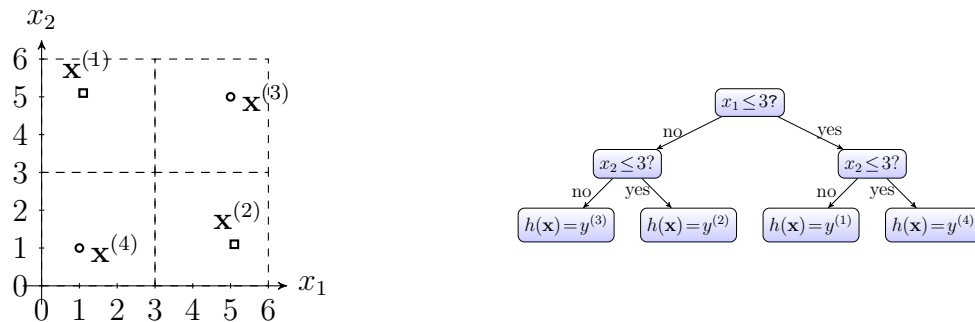 x₂
6
x⁽¹⁾
5
x⁽³⁾
4
3
2
x⁽²⁾
1
x⁽⁴⁾
0
x₁
0 1 2 3 4 5 6
x₁≤3?
no yes
x₂≤3? x₂≤3?
no yes no yes
h(x)=y⁽³⁾ h(x)=y⁽²⁾ h(x)=y⁽¹⁾ h(x)=y⁽⁴⁾